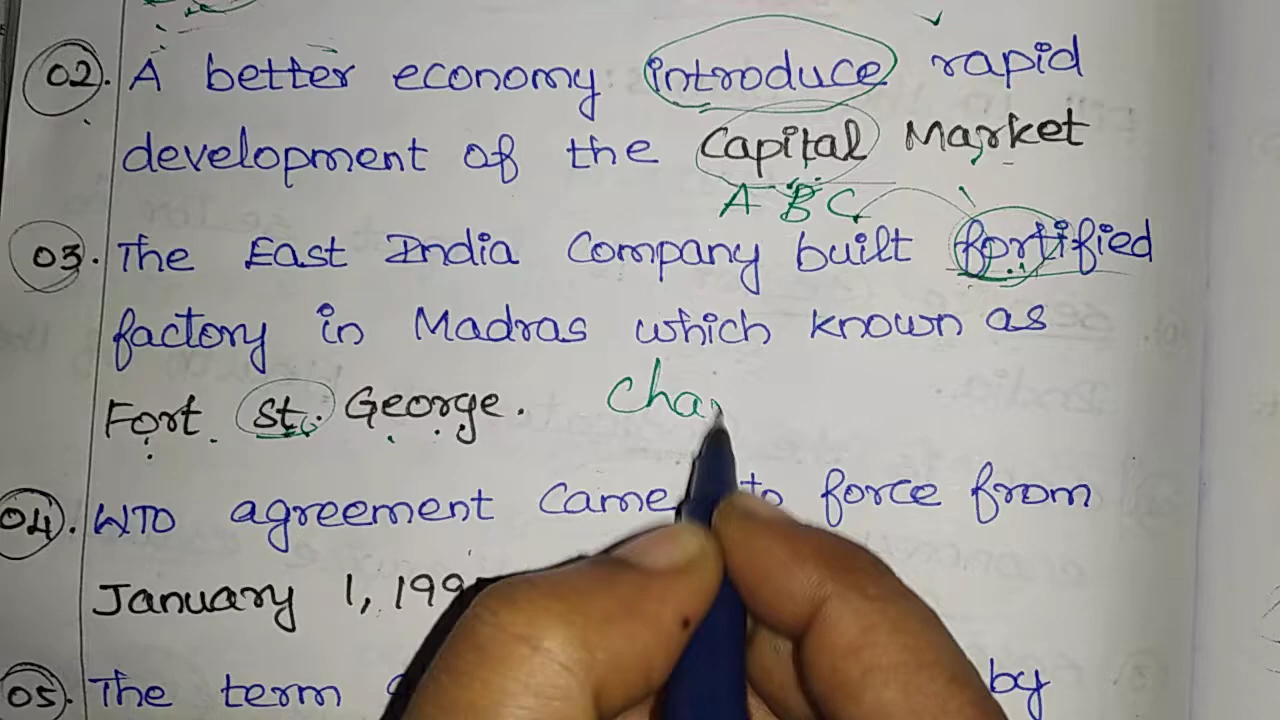 02. A better economy introduce rapid
development of the Capital Market
A B C
03. The East India Company built fortified
factory in Madras which known as
Fort St. George. Cha
04. WTO agreement came to force from
January 1, 199
05. The term by